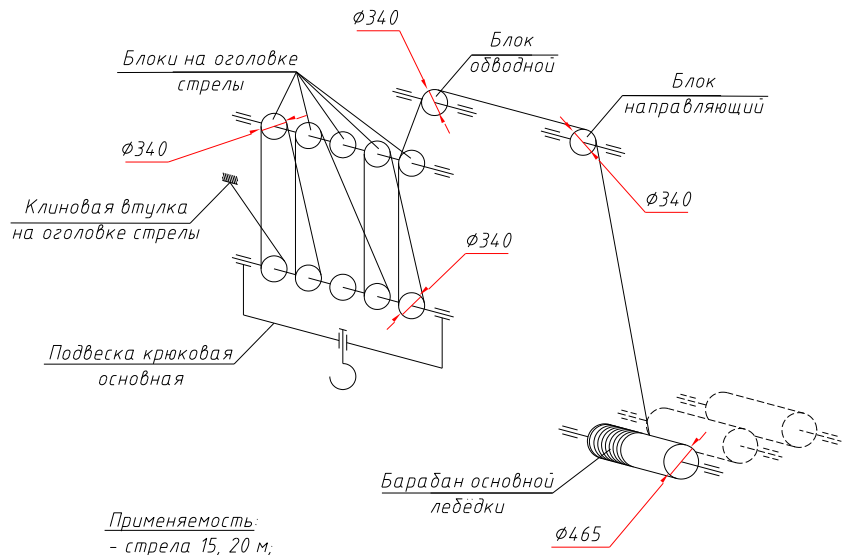 Ф340
Блок
обводной
Блоки на оголовке
стрелы
Блок
направляющий
Ф340
Ф340
Клиновая втулка
на оголовке стрелы
Ф340
Подвеска крюковая
основная
Барабан основной
лебёдки
Ф465
Применяемость:
- стрела 15, 20 м;